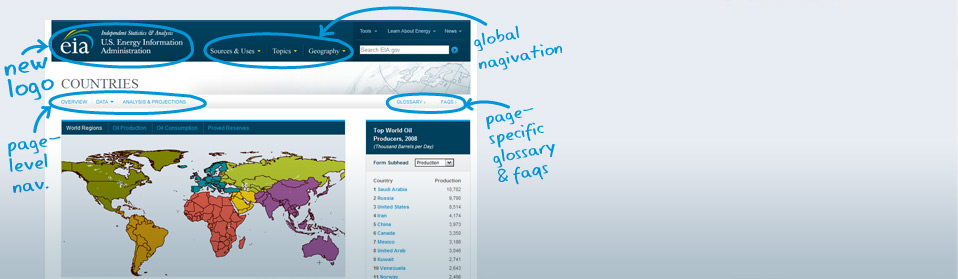 new
logo
page-
level
nav.
global
nagivation
page-
specific
glossary
& faqs
eia
Independent Statistics & Analysis
U.S. Energy Information
Administration
Sources & Uses
Topics
Geography
Tools
Learn About Energy
News
Search EIA.gov
COUNTRIES
OVERVIEW
DATA
ANALYSIS & PROJECTIONS
GLOSSARY ›
FAQS ›
World Regions
Oil Production
Oil Consumption
Proved Reserves
Top World Oil
Producers, 2008
(Thousand Barrels per Day)
Form Subhead Production
Country Production
1 Saudi Arabia 10,782
2 Russia 9,790
3 United States 8,514
4 Iran 4,174
5 China 3,973
6 Canada 3,350
7 Mexico 3,186
8 United Arab 3,046
9 Kuwait 2,741
10 Venezuela 2,643
11 Norway 2,466